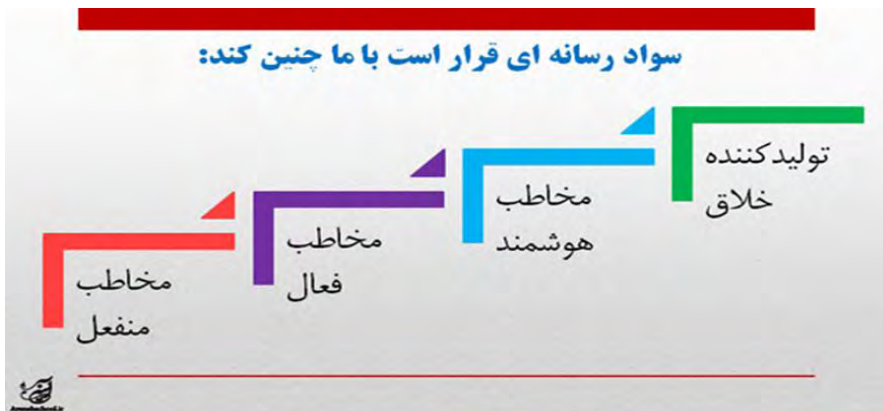 سواد رسانه ای قرار است با ما چنین کند:
تولیدکننده
خلاق
مخاطب
هوشمند
مخاطب
فعال
مخاطب
منفعل